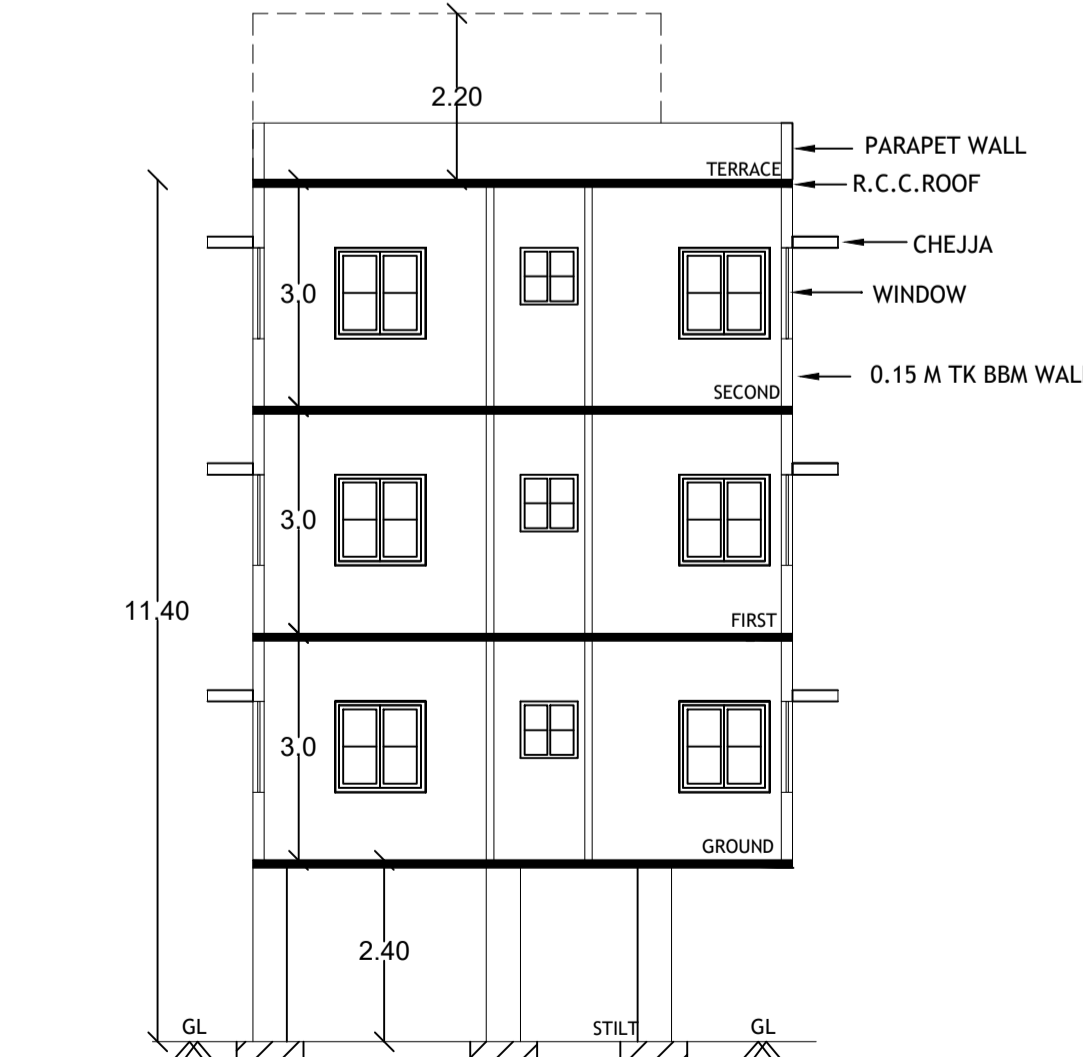 2.20
PARAPET WALL
TERRACE
R.C.C.ROOF
CHEJJA
3.0
WINDOW
0.15 M TK BBM WAL
SECOND
3.0
11.40
FIRST
3.0
GROUND
2.40
GL
STILT
GL